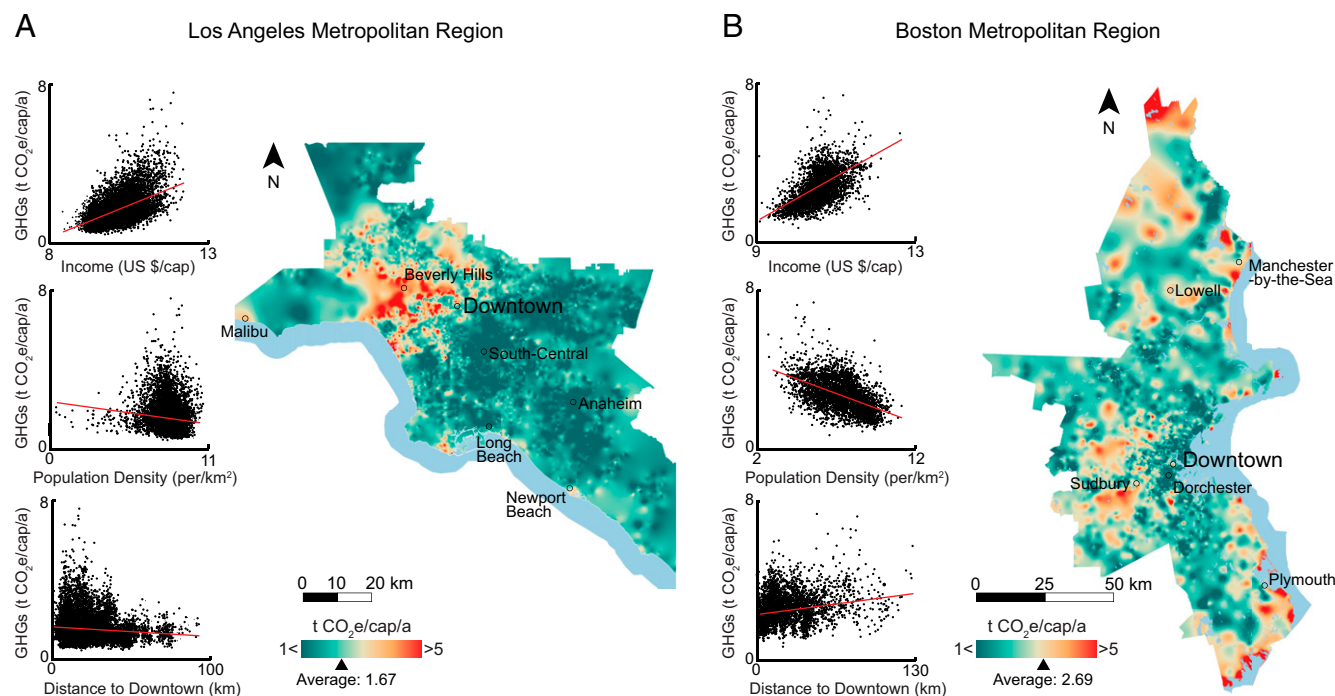 A
Los Angeles Metropolitan Region
8
GHGs (t CO2e/cap/a)
0
8
13
Income (US $/cap)
8
GHGs (t CO2e/cap/a)
0
0
11
Population Density (per/km²)
8
GHGs (t CO2e/cap/a)
0
0
100
Distance to Downtown (km)
N
Beverly Hills
Downtown
Malibu
South-Central
Anaheim
Long
Beach
Newport
Beach
0 10 20 km
t CO2e/cap/a
1< >5
Average: 1.67
B
Boston Metropolitan Region
8
GHGs (t CO2e/cap/a)
0
9
13
Income (US $/cap)
8
GHGs (t CO2e/cap/a)
0
2
12
Population Density (per/km²)
8
GHGs (t CO2e/cap/a)
0
0
130
Distance to Downtown (km)
N
Manchester
-by-the-Sea
Lowell
Downtown
Sudbury
Dorchester
Plymouth
0 25 50 km
t CO2e/cap/a
1< >5
Average: 2.69